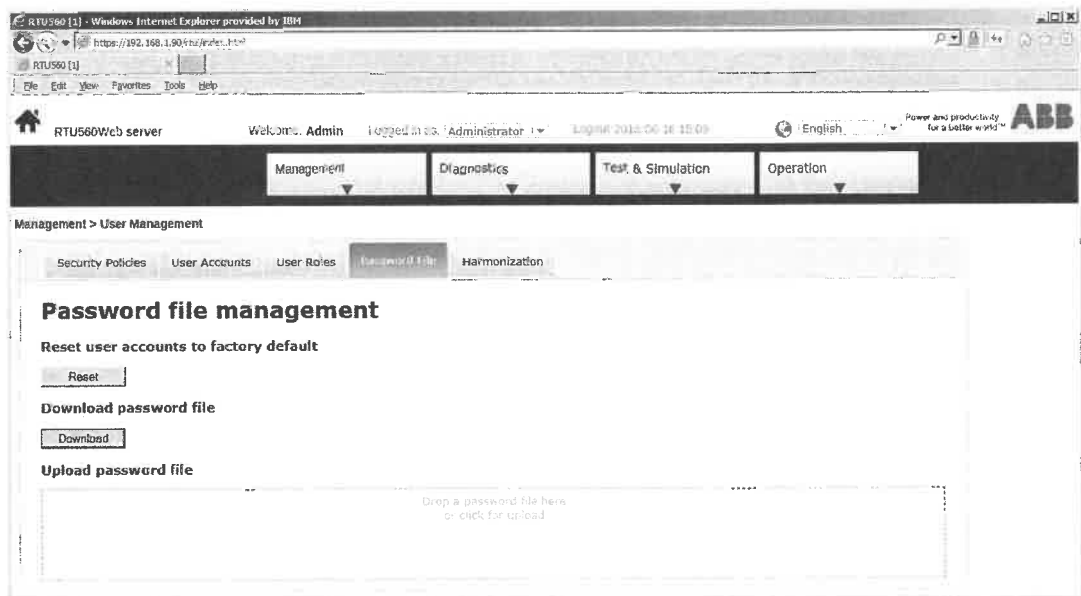 RTU560 [1] - Windows Internet Explorer provided by IBM
https://192.168.1.90/
RTU560 [1]
File Edit View Favorites Tools Help
RTU560Web server Welcome, Admin Logged in as: Administrator English Power and productivity for a better world™ ABB
Management Diagnostics Test & Simulation Operation
Management > User Management
Security Policies User Accounts User Roles Password File Harmonization
Password file management
Reset user accounts to factory default
Reset
Download password file
Download
Upload password file
Drop a password file here
or click for upload